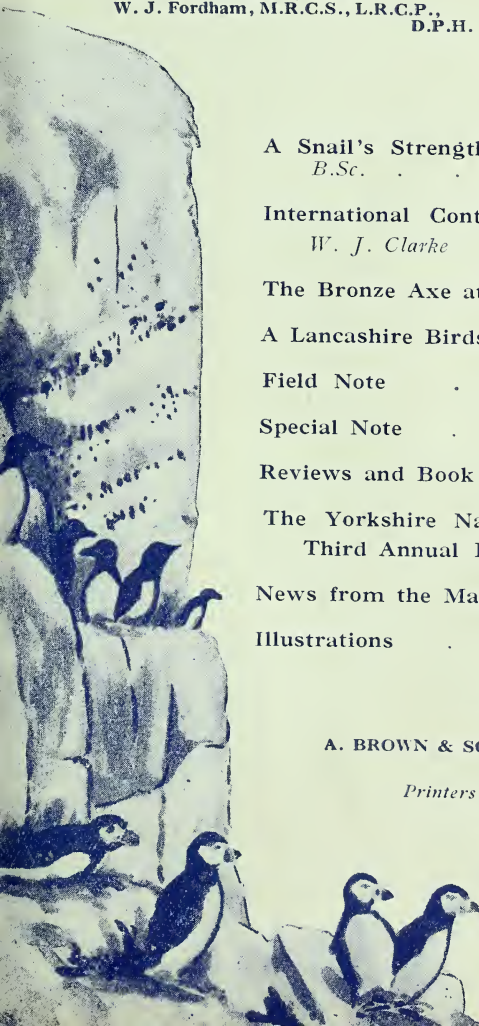 W. J. Fordham, M.R.C.S., L.R.C.P.,
D.P.H.
A Snail's Strength
B.Sc. . .
International Cont
W. J. Clarke
The Bronze Axe a
A Lancashire Birds
Field Note .
Special Note .
Reviews and Book
The Yorkshire Na
Third Annual
News from the Ma
Illustrations .
A. BROWN & S
Printers